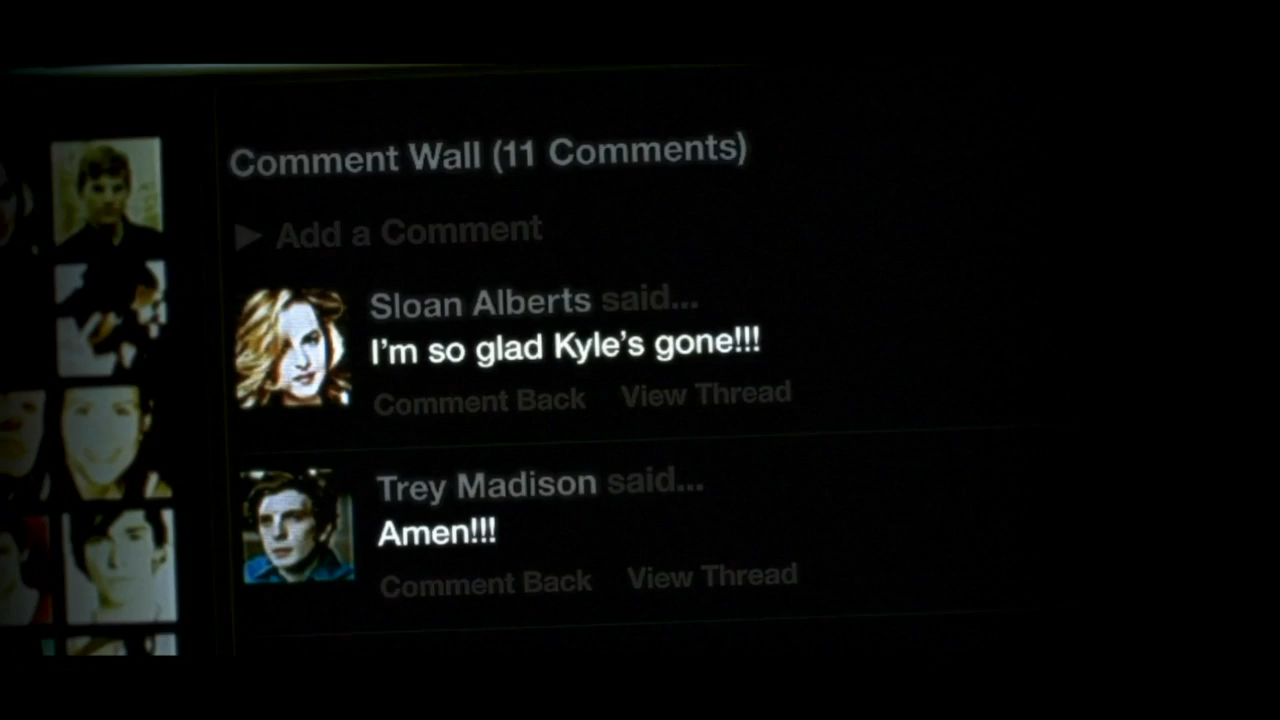 Comment Wall (11 Comments)
▶ Add a Comment
Sloan Alberts said...
I'm so glad Kyle's gone!!!
Comment Back View Thread
Trey Madison said...
Amen!!!
Comment Back View Thread